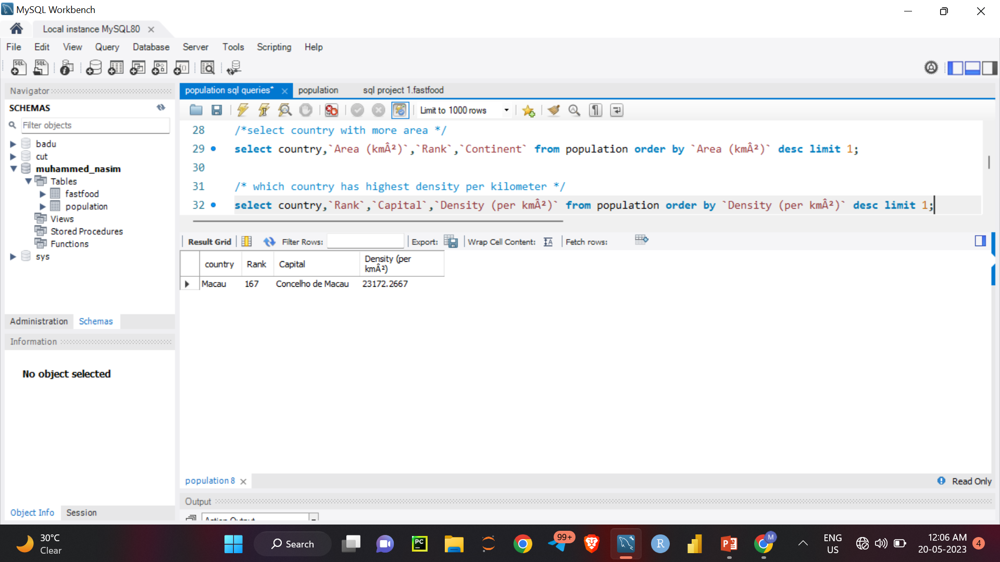 MySQL Workbench
Local instance MySQL80
File Edit View Query Database Server Tools Scripting Help
Navigator
SCHEMAS
Filter objects
badu
cut
muhammed_nasim
Tables
fastfood
population
Views
Stored Procedures
Functions
sys
Administration Schemas
Information
No object selected
Object Info Session
population sql queries* population sql project 1.fastfood
Limit to 1000 rows
28 /*select country with more area */
29 select country,`Area (kmÂ²)`,`Rank`,`Continent` from population order by `Area (kmÂ²)` desc limit 1;
30
31 /* which country has highest density per kilometer */
32 select country,`Rank`,`Capital`,`Density (per kmÂ²)` from population order by `Density (per kmÂ²)` desc limit 1;
Result Grid Filter Rows: Export: Wrap Cell Content: Fetch rows:
country Rank Capital Density (per
kmÂ²)
Macau 167 Concelho de Macau 23172.2667
population 8 Read Only
Output
Action Output
30°C
Clear
Search
PC
99+
R
P
M
ENG
US
12:06 AM
20-05-2023
4